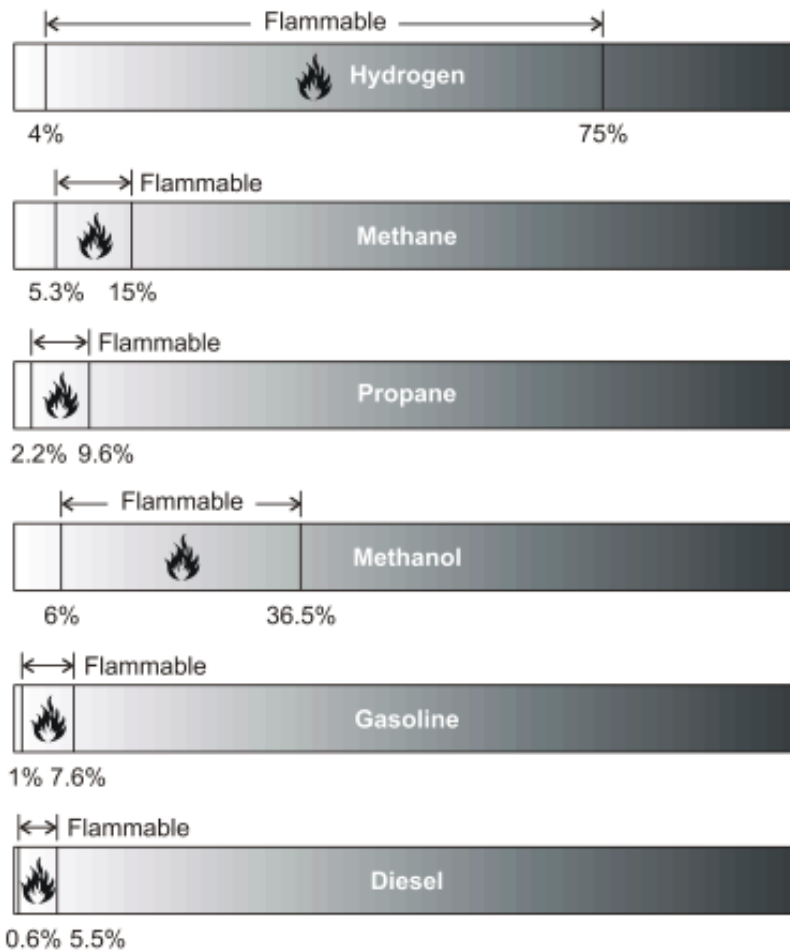 Flammable
Hydrogen
4% 75%
Flammable
Methane
5.3% 15%
Flammable
Propane
2.2% 9.6%
Flammable
Methanol
6% 36.5%
Flammable
Gasoline
1% 7.6%
Flammable
Diesel
0.6% 5.5%